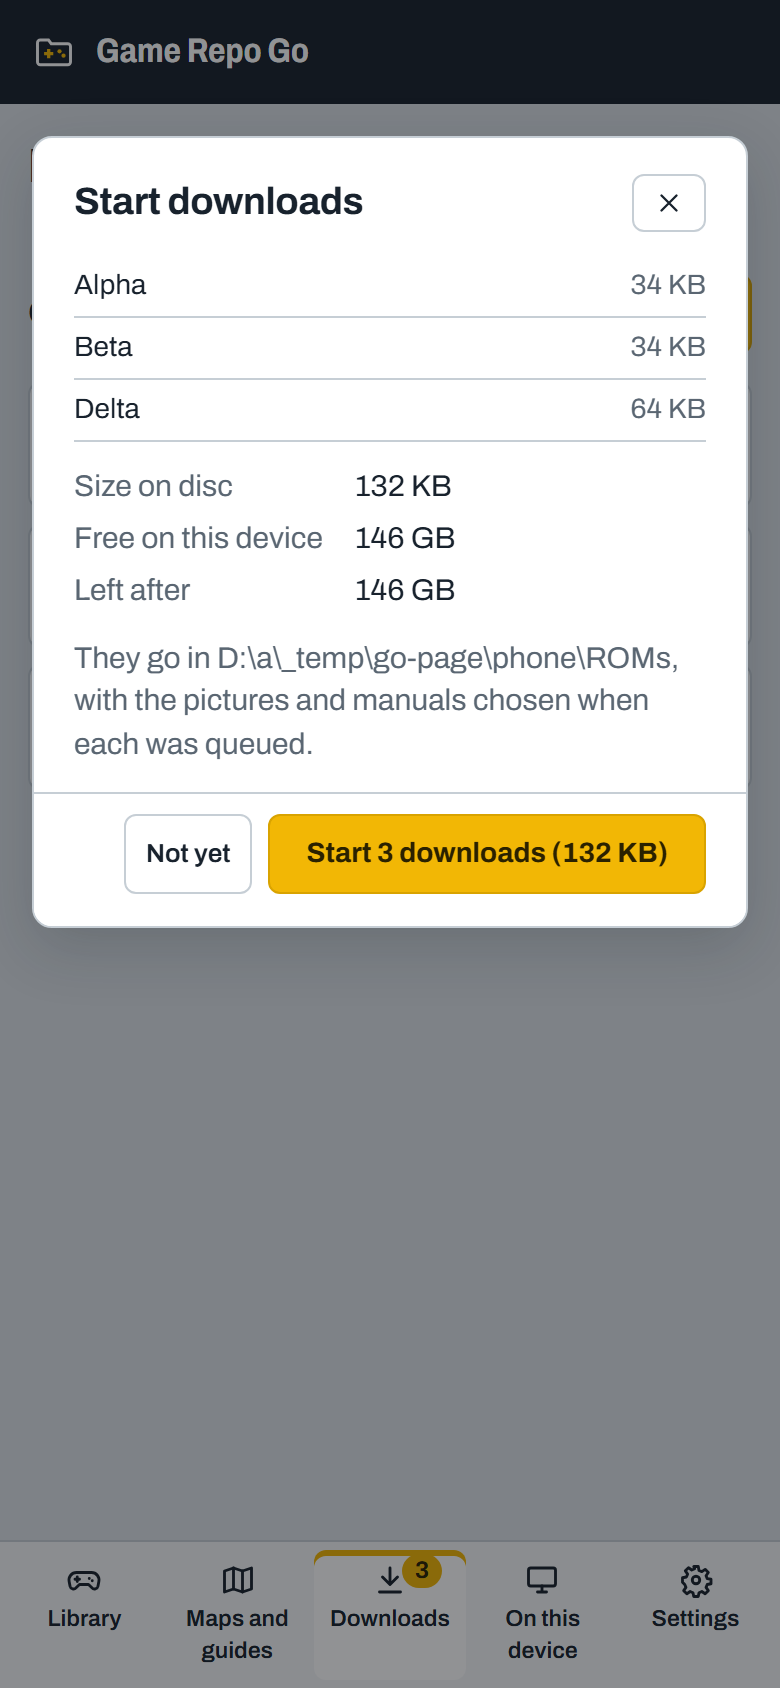 Game Repo Go
Start downloads
Alpha 34 KB
Beta 34 KB
Delta 64 KB
Size on disc 132 KB
Free on this device 146 GB
Left after 146 GB
They go in D:\a\_temp\go-page\phone\ROMs,
with the pictures and manuals chosen when
each was queued.
Not yet
Start 3 downloads (132 KB)
3
Library
Maps and
guides
Downloads
On this
device
Settings